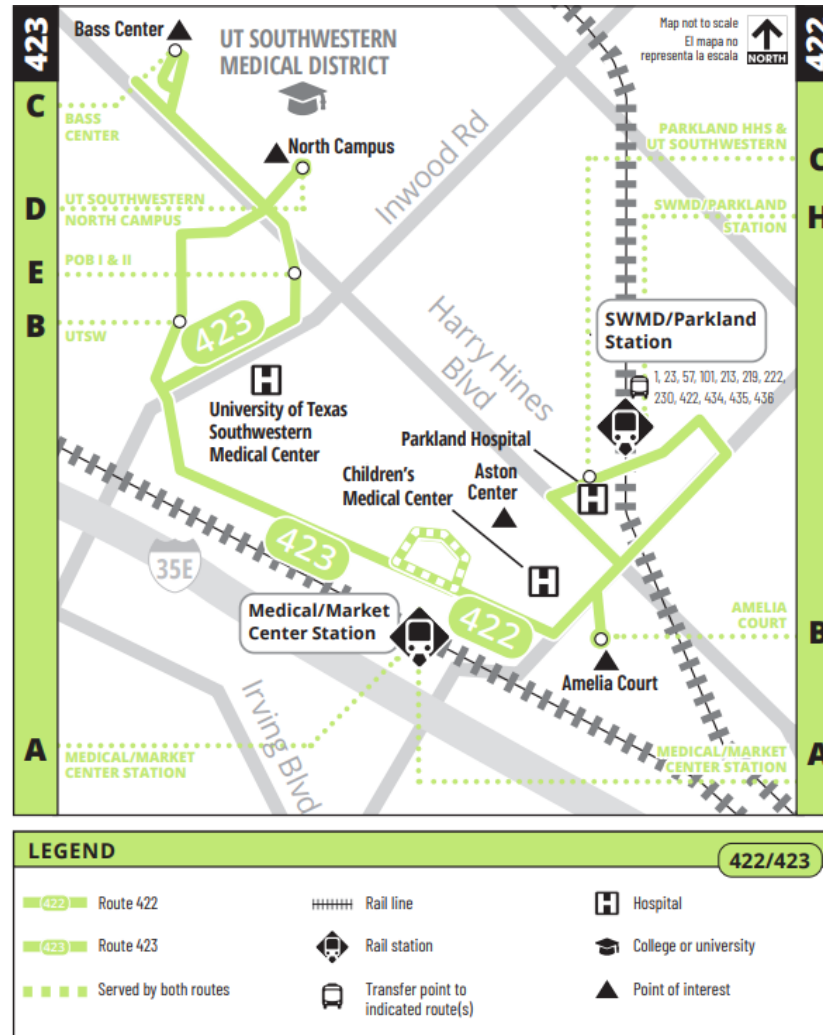 423
422
Bass Center
UT SOUTHWESTERN
MEDICAL DISTRICT
Map not to scale
El mapa no
representa la escala
NORTH
C
BASS
CENTER
North Campus
Inwood Rd
PARKLAND HHS &
UT SOUTHWESTERN
C
D
UT SOUTHWESTERN
NORTH CAMPUS
SWMD/PARKLAND
STATION
H
E
POB I & II
B
UTSW
423
Harry Hines
Blvd
SWMD/Parkland
Station
1, 23, 57, 101, 213, 219, 222,
230, 422, 434, 435, 436
H
University of Texas
Southwestern
Medical Center
Parkland Hospital
H
Children's
Medical Center
Aston
Center
H
423
35E
422
Medical/Market
Center Station
AMELIA
COURT
B
Amelia Court
Irving Blvd
A
MEDICAL/MARKET
CENTER STATION
MEDICAL/MARKET
CENTER STATION
A
LEGEND
422/423
422 Route 422
Rail line
H Hospital
423 Route 423
Rail station
College or university
Served by both routes
Transfer point to
indicated route(s)
Point of interest